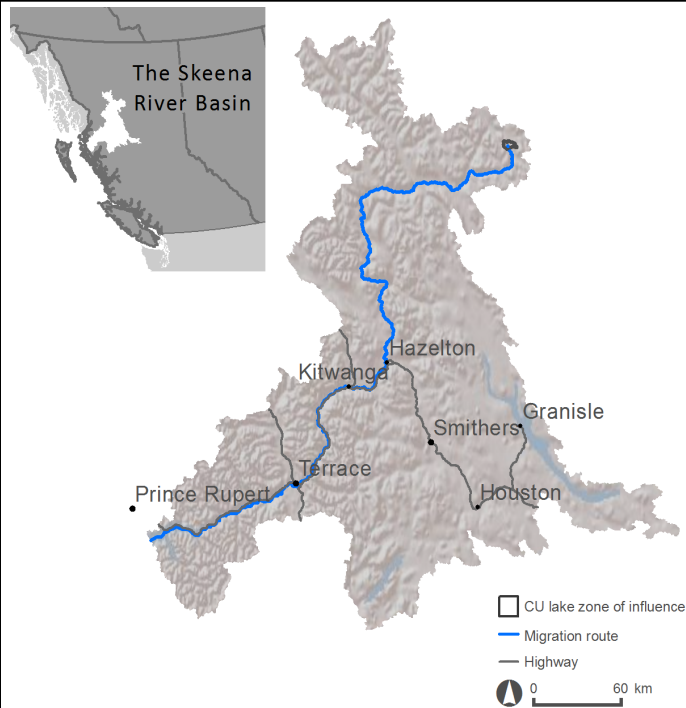 The Skeena
River Basin
Hazelton
Kitwanga
Granisle
Smithers
Terrace
Prince Rupert
Houston
CU lake zone of influence
Migration route
Highway
0 60 km